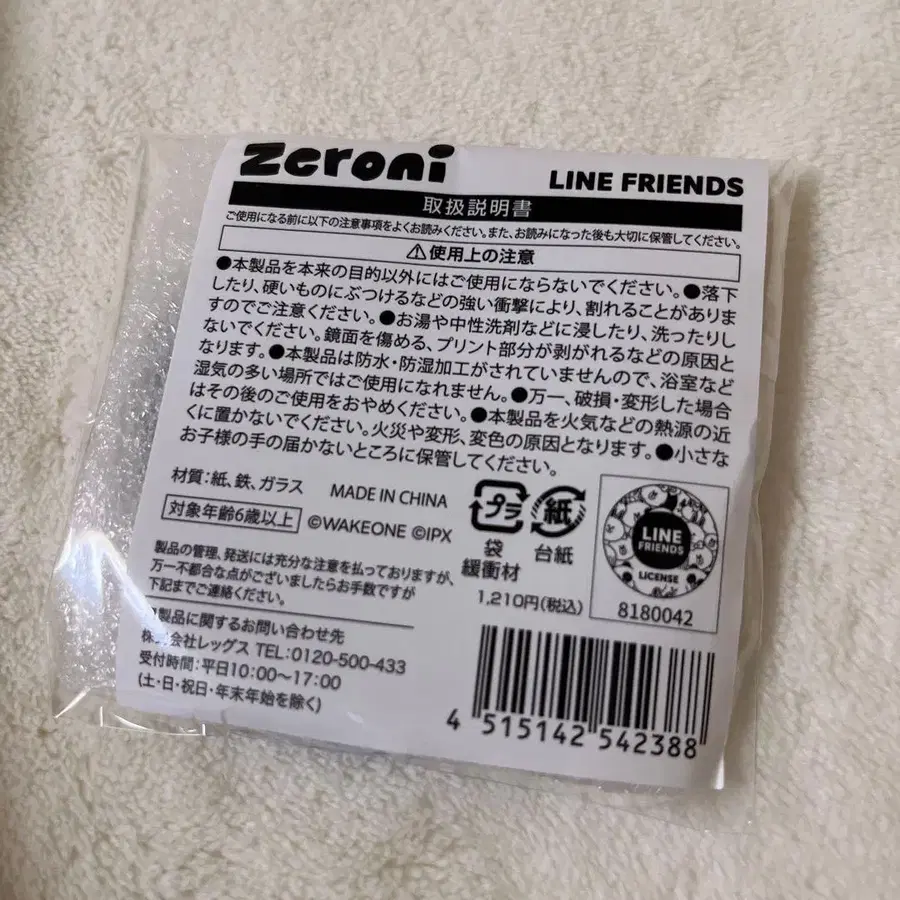 zeroni
LINE FRIENDS
取扱説明書
ご使用になる前に以下の注意事項をよくお読みください。また、お読みになった後も大切に保管してください。
⚠使用上の注意
●本製品を本来の目的以外にはご使用にならないでください。●落下
したり、硬いものにぶつけるなどの強い衝撃により、割れることがありま
すのでご注意ください。●お湯や中性洗剤などに浸したり、洗ったりし
ないでください。鏡面を傷める、プリント部分が剥がれるなどの原因と
なります。●本製品は防水・防湿加工がされていませんので、浴室など
湿気の多い場所ではご使用になれません。●万一、破損・変形した場合
はその後のご使用をおやめください。●本製品を火気などの熱源の近
くに置かないでください。火災や変形、変色の原因となります。●小さな
お子様の手の届かないところに保管してください。
材質：紙、鉄、ガラス
MADE IN CHINA
対象年齢6歳以上
©WAKEONE ©IPX
プラ
紙
袋
緩衝材
台紙
1,210円(税込)
LINE
FRIENDS
LICENSE
8180042
製品の管理、発送には充分な注意を払っておりますが、
万一不都合な点がございましたらお手数ですが
下記までご連絡ください。
製品に関するお問い合わせ先
株式会社レッグス TEL:0120-500-433
受付時間：平日10:00～17:00
(土・日・祝日・年末年始を除く)
4 515142 542388